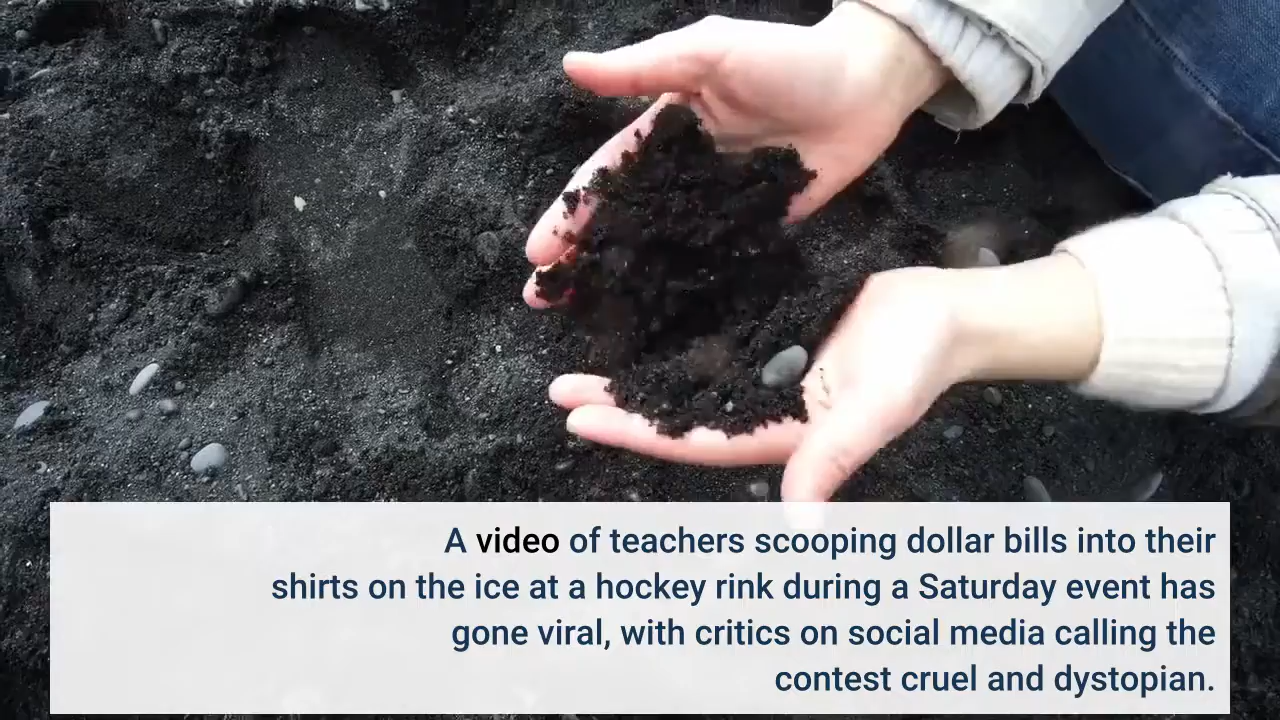 A video of teachers scooping dollar bills into their
shirts on the ice at a hockey rink during a Saturday event has
gone viral, with critics on social media calling the
contest cruel and dystopian.